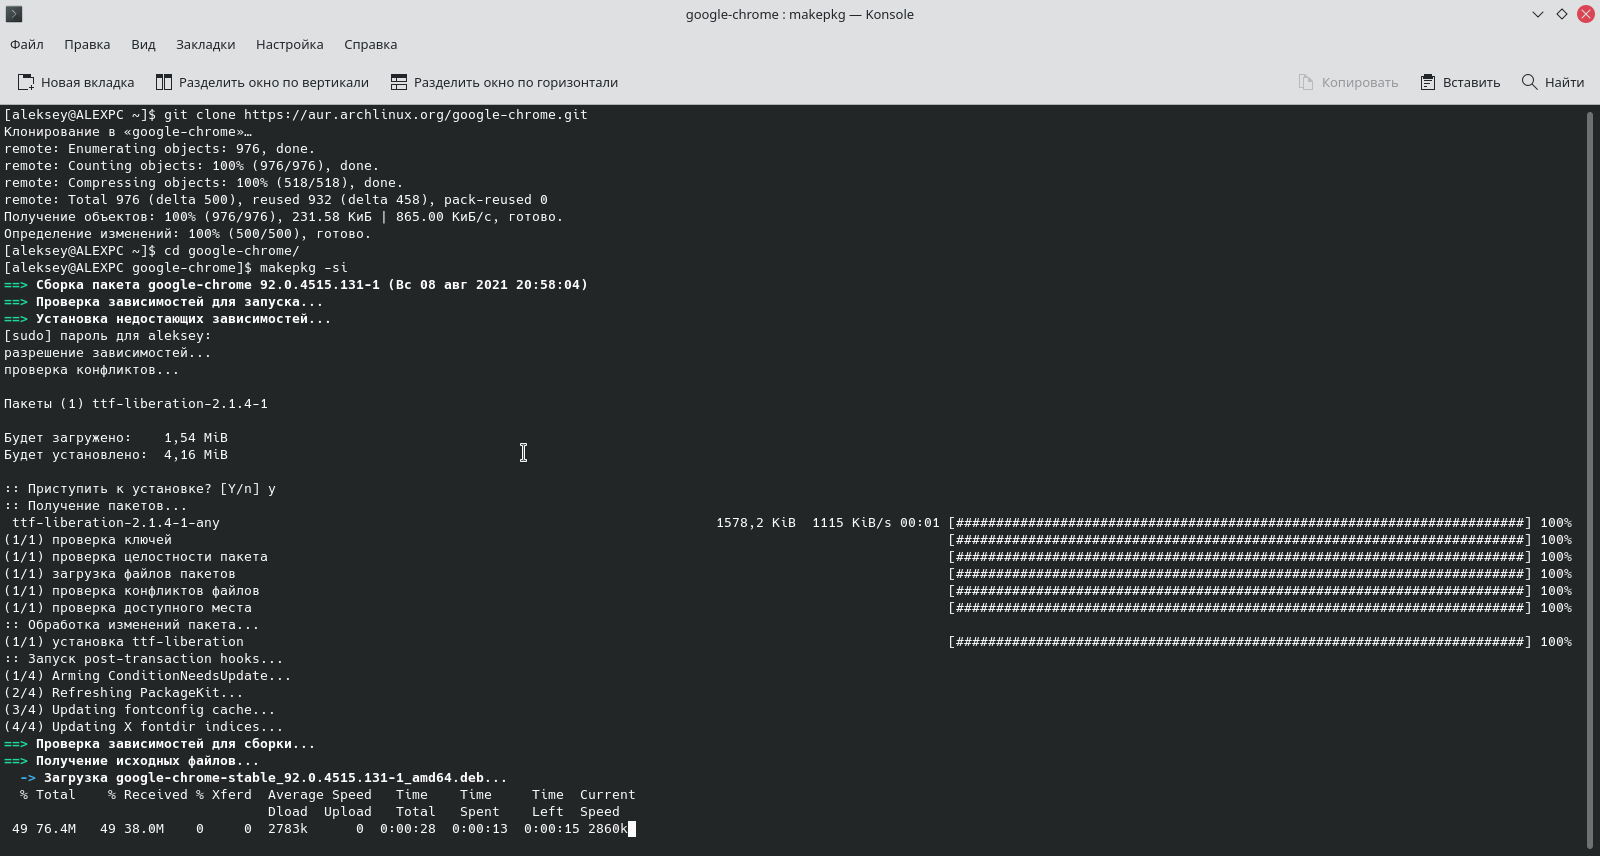 google-chrome : makepkg — Konsole
Файл Правка Вид Закладки Настройка Справка
Новая вкладка Разделить окно по вертикали Разделить окно по горизонтали Копировать Вставить Найти
[aleksey@ALEXPC ~]$ git clone https://aur.archlinux.org/google-chrome.git
Клонирование в «google-chrome»…
remote: Enumerating objects: 976, done.
remote: Counting objects: 100% (976/976), done.
remote: Compressing objects: 100% (518/518), done.
remote: Total 976 (delta 500), reused 932 (delta 458), pack-reused 0
Получение объектов: 100% (976/976), 231.58 КиБ | 865.00 КиБ/с, готово.
Определение изменений: 100% (500/500), готово.
[aleksey@ALEXPC ~]$ cd google-chrome/
[aleksey@ALEXPC google-chrome]$ makepkg -si
==> Сборка пакета google-chrome 92.0.4515.131-1 (Вс 08 авг 2021 20:58:04)
==> Проверка зависимостей для запуска...
==> Установка недостающих зависимостей...
[sudo] пароль для aleksey:
разрешение зависимостей...
проверка конфликтов...
Пакеты (1) ttf-liberation-2.1.4-1
Будет загружено:    1,54 MiB
Будет установлено:  4,16 MiB
:: Приступить к установке? [Y/n] y
:: Получение пакетов...
 ttf-liberation-2.1.4-1-any 1578,2 KiB  1115 KiB/s 00:01 [#######################################################################] 100%
(1/1) проверка ключей [#######################################################################] 100%
(1/1) проверка целостности пакета [#######################################################################] 100%
(1/1) загрузка файлов пакетов [#######################################################################] 100%
(1/1) проверка конфликтов файлов [#######################################################################] 100%
(1/1) проверка доступного места [#######################################################################] 100%
:: Обработка изменений пакета...
(1/1) установка ttf-liberation [#######################################################################] 100%
:: Запуск post-transaction hooks...
(1/4) Arming ConditionNeedsUpdate...
(2/4) Refreshing PackageKit...
(3/4) Updating fontconfig cache...
(4/4) Updating X fontdir indices...
==> Проверка зависимостей для сборки...
==> Получение исходных файлов...
  -> Загрузка google-chrome-stable_92.0.4515.131-1_amd64.deb...
  % Total    % Received % Xferd  Average Speed   Time    Time     Time  Current
                                 Dload  Upload   Total   Spent    Left  Speed
 49 76.4M   49 38.0M    0     0  2783k      0  0:00:28  0:00:13  0:00:15 2860k